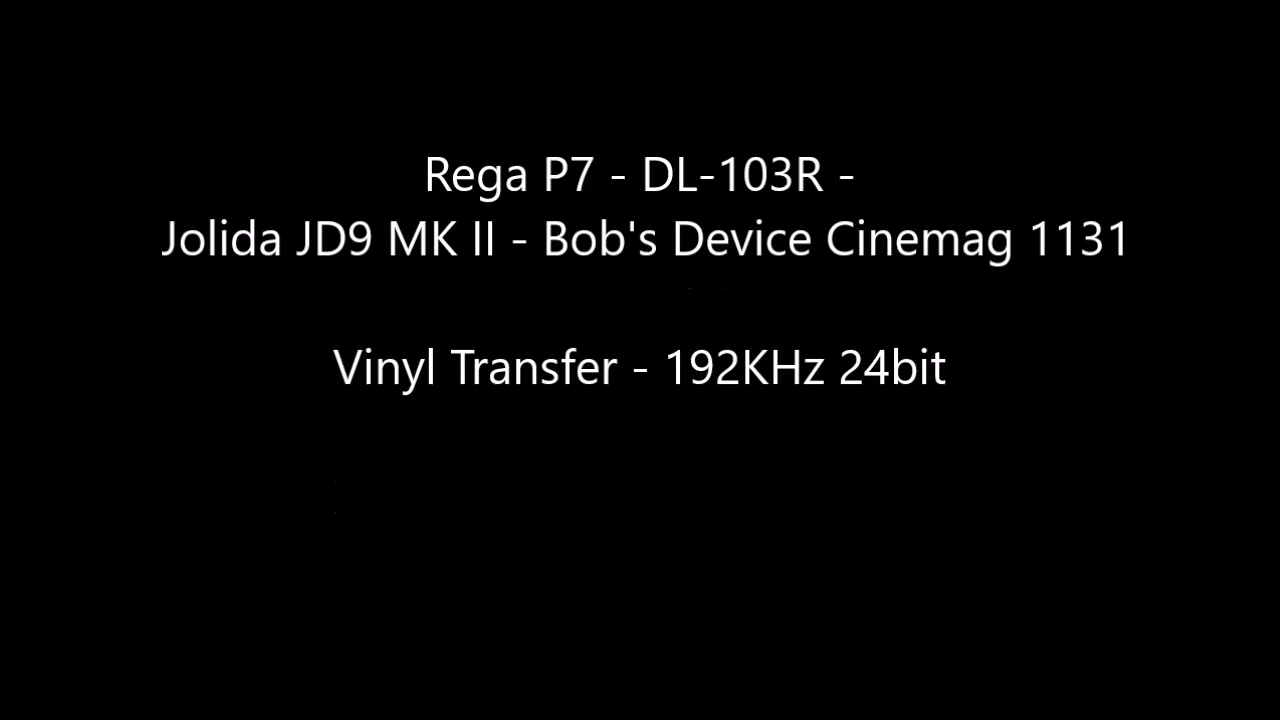 Rega P7 - DL-103R -
Jolida JD9 MK II - Bob's Device Cinemag 1131
Vinyl Transfer - 192KHz 24bit